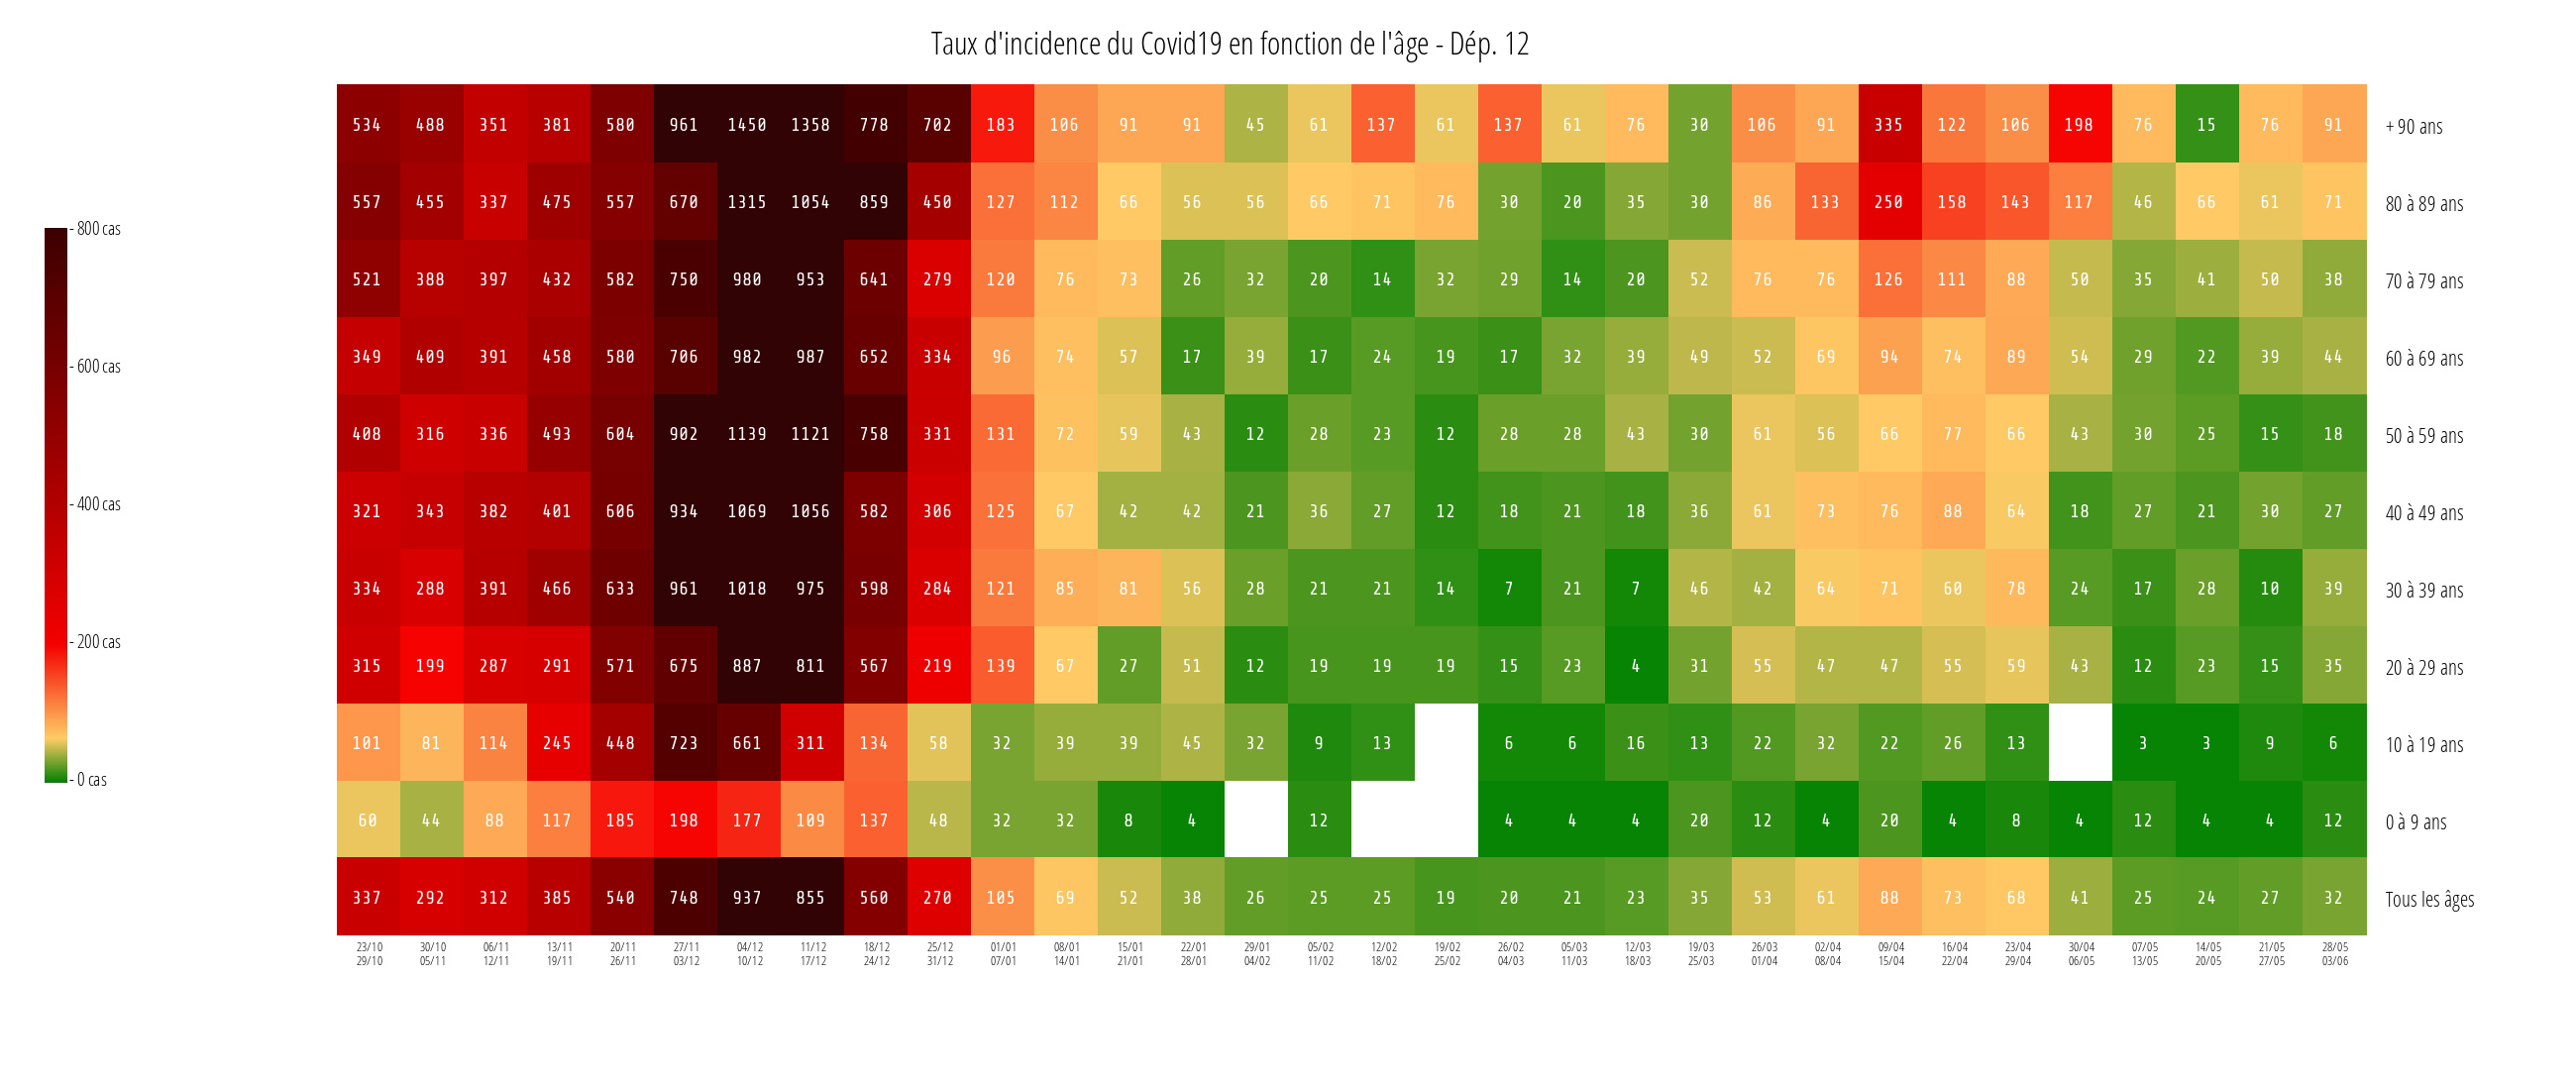 Taux d'incidence du Covid19 en fonction de l'âge - Dép. 12
- 800 cas
- 600 cas
- 400 cas
- 200 cas
- 0 cas
534 488 351 381 580 961 1450 1358 778 702 183 106 91 91 45 61 137 61 137 61 76 30 106 91 335 122 106 198 76 15 76 91 + 90 ans
557 455 337 475 557 670 1315 1054 859 450 127 112 66 56 56 66 71 76 30 20 35 30 86 133 250 158 143 117 46 66 61 71 80 à 89 ans
521 388 397 432 582 750 980 953 641 279 120 76 73 26 32 20 14 32 29 14 20 52 76 76 126 111 88 50 35 41 50 38 70 à 79 ans
349 409 391 458 580 706 982 987 652 334 96 74 57 17 39 17 24 19 17 32 39 49 52 69 94 74 89 54 29 22 39 44 60 à 69 ans
408 316 336 493 604 902 1139 1121 758 331 131 72 59 43 12 28 23 12 28 28 43 30 61 56 66 77 66 43 30 25 15 18 50 à 59 ans
321 343 382 401 606 934 1069 1056 582 306 125 67 42 42 21 36 27 12 18 21 18 36 61 73 76 88 64 18 27 21 30 27 40 à 49 ans
334 288 391 466 633 961 1018 975 598 284 121 85 81 56 28 21 21 14 7 21 7 46 42 64 71 60 78 24 17 28 10 39 30 à 39 ans
315 199 287 291 571 675 887 811 567 219 139 67 27 51 12 19 19 19 15 23 4 31 55 47 47 55 59 43 12 23 15 35 20 à 29 ans
101 81 114 245 448 723 661 311 134 58 32 39 39 45 32 9 13 6 6 16 13 22 32 22 26 13 3 3 9 6 10 à 19 ans
60 44 88 117 185 198 177 109 137 48 32 32 8 4 12 4 4 4 20 12 4 20 4 8 4 12 4 4 12 0 à 9 ans
337 292 312 385 540 748 937 855 560 270 105 69 52 38 26 25 25 19 20 21 23 35 53 61 88 73 68 41 25 24 27 32 Tous les âges
23/10 30/10 06/11 13/11 20/11 27/11 04/12 11/12 18/12 25/12 01/01 08/01 15/01 22/01 29/01 05/02 12/02 19/02 26/02 05/03 12/03 19/03 26/03 02/04 09/04 16/04 23/04 30/04 07/05 14/05 21/05 28/05
29/10 05/11 12/11 19/11 26/11 03/12 10/12 17/12 24/12 31/12 07/01 14/01 21/01 28/01 04/02 11/02 18/02 25/02 04/03 11/03 18/03 25/03 01/04 08/04 15/04 22/04 29/04 06/05 13/05 20/05 27/05 03/06